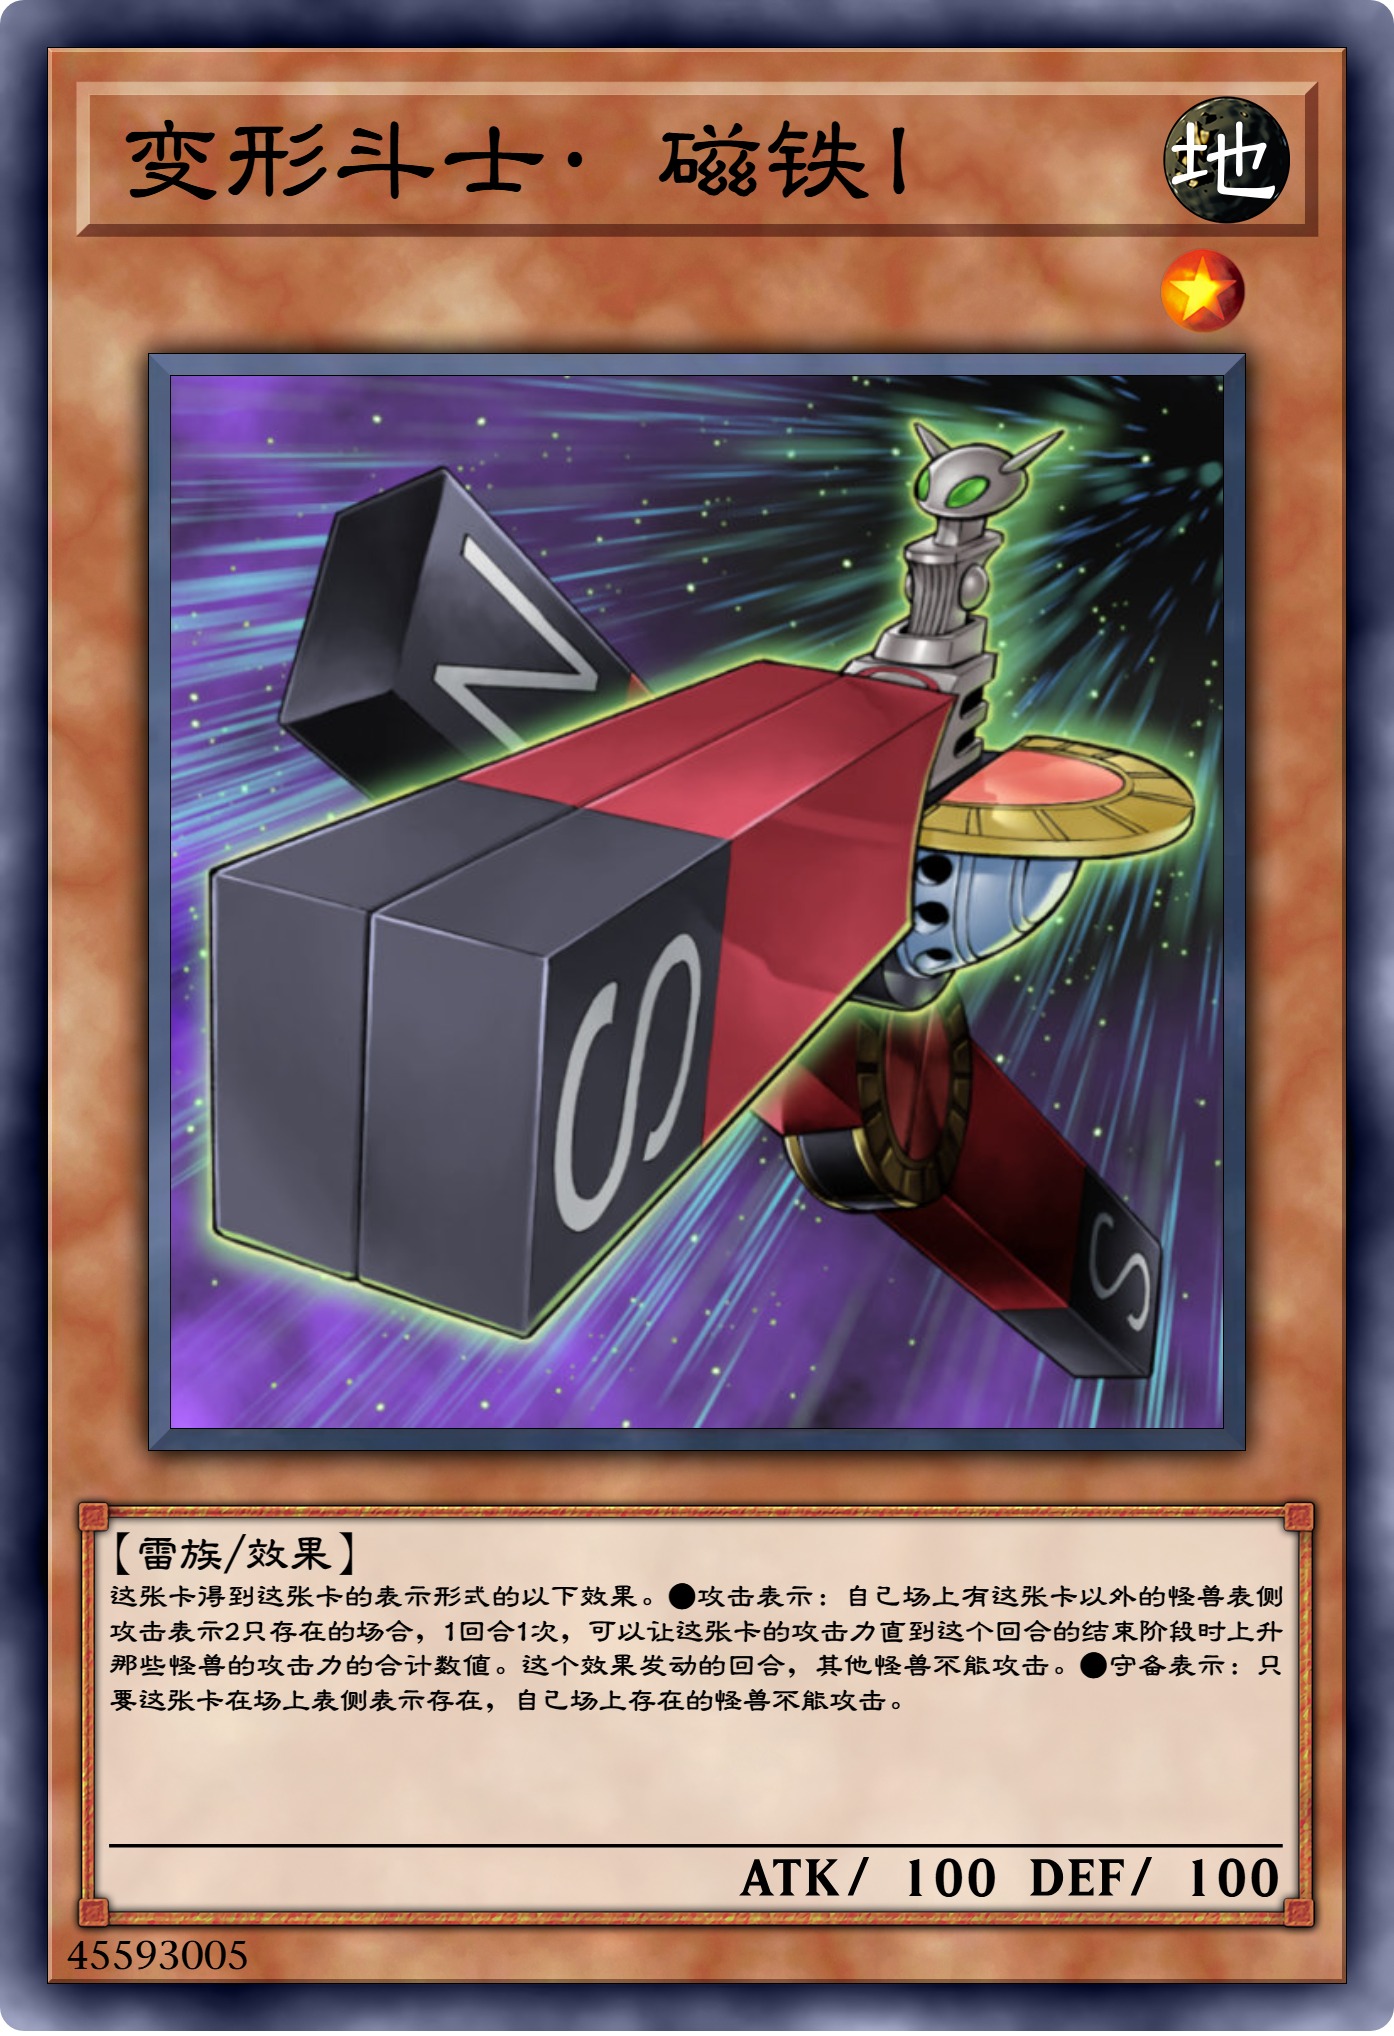 变形斗士·磁铁1
地
N
S
S
【雷族/效果】
这张卡得到这张卡的表示形式的以下效果。●攻击表示：自己场上有这张卡以外的怪兽表侧
攻击表示2只存在的场合，1回合1次，可以让这张卡的攻击力直到这个回合的结束阶段时上升
那些怪兽的攻击力的合计数值。这个效果发动的回合，其他怪兽不能攻击。●守备表示：只
要这张卡在场上表侧表示存在，自己场上存在的怪兽不能攻击。
ATK/ 100 DEF/ 100
45593005